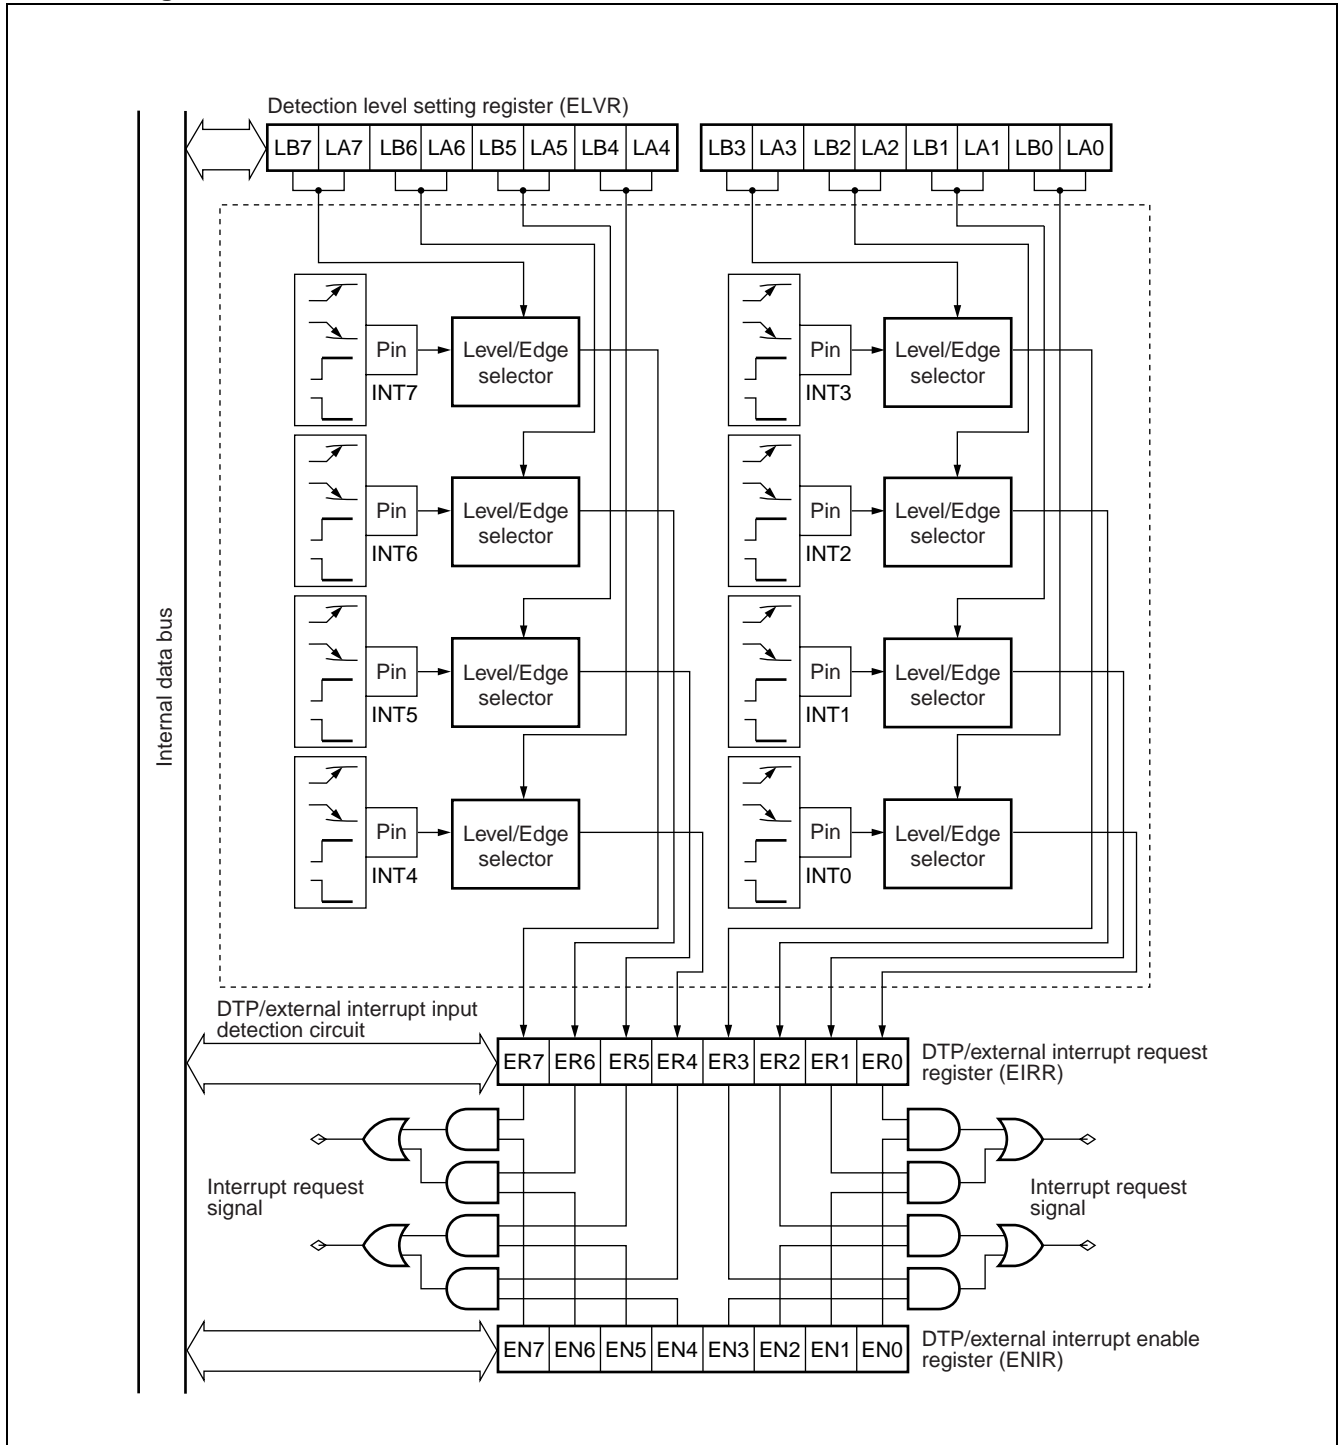 Detection level setting register (ELVR)
LB7 LA7 LB6 LA6 LB5 LA5 LB4 LA4
LB3 LA3 LB2 LA2 LB1 LA1 LB0 LA0
Pin
INT7
Level/Edge
selector
Pin
INT3
Level/Edge
selector
Pin
INT6
Level/Edge
selector
Pin
INT2
Level/Edge
selector
Pin
INT5
Level/Edge
selector
Pin
INT1
Level/Edge
selector
Pin
INT4
Level/Edge
selector
Pin
INT0
Level/Edge
selector
Internal data bus
DTP/external interrupt input
detection circuit
ER7 ER6 ER5 ER4 ER3 ER2 ER1 ER0
DTP/external interrupt request
register (EIRR)
Interrupt request
signal
Interrupt request
signal
EN7 EN6 EN5 EN4 EN3 EN2 EN1 EN0
DTP/external interrupt enable
register (ENIR)